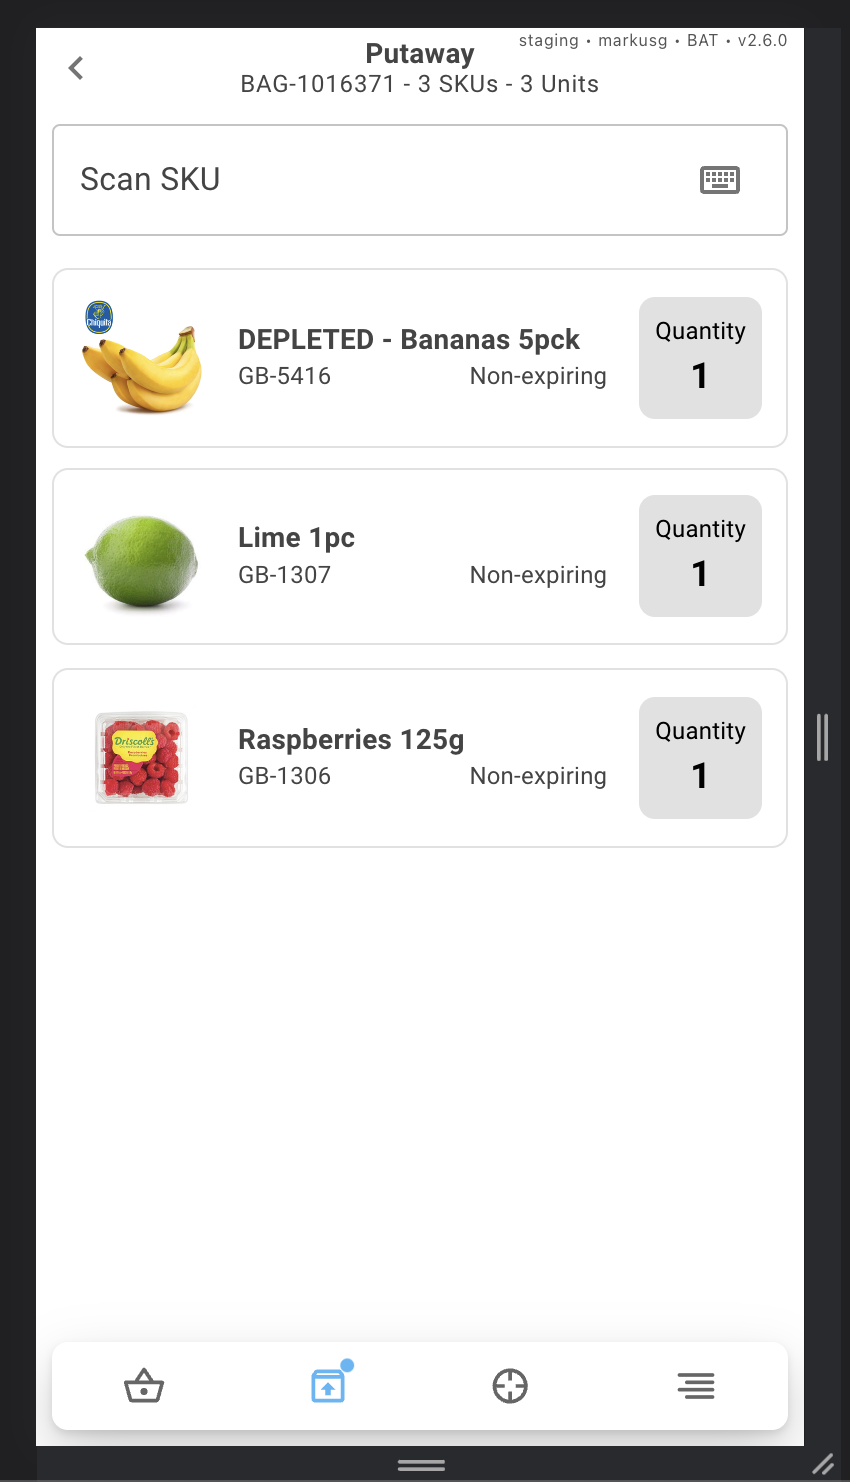 staging • markusg • BAT • v2.6.0
Putaway
BAG-1016371 - 3 SKUs - 3 Units
Scan SKU
Chiquita
DEPLETED - Bananas 5pck
GB-5416
Non-expiring
Quantity
1
Lime 1pc
GB-1307
Non-expiring
Quantity
1
Driscoll's
Raspberries 125g
GB-1306
Non-expiring
Quantity
1